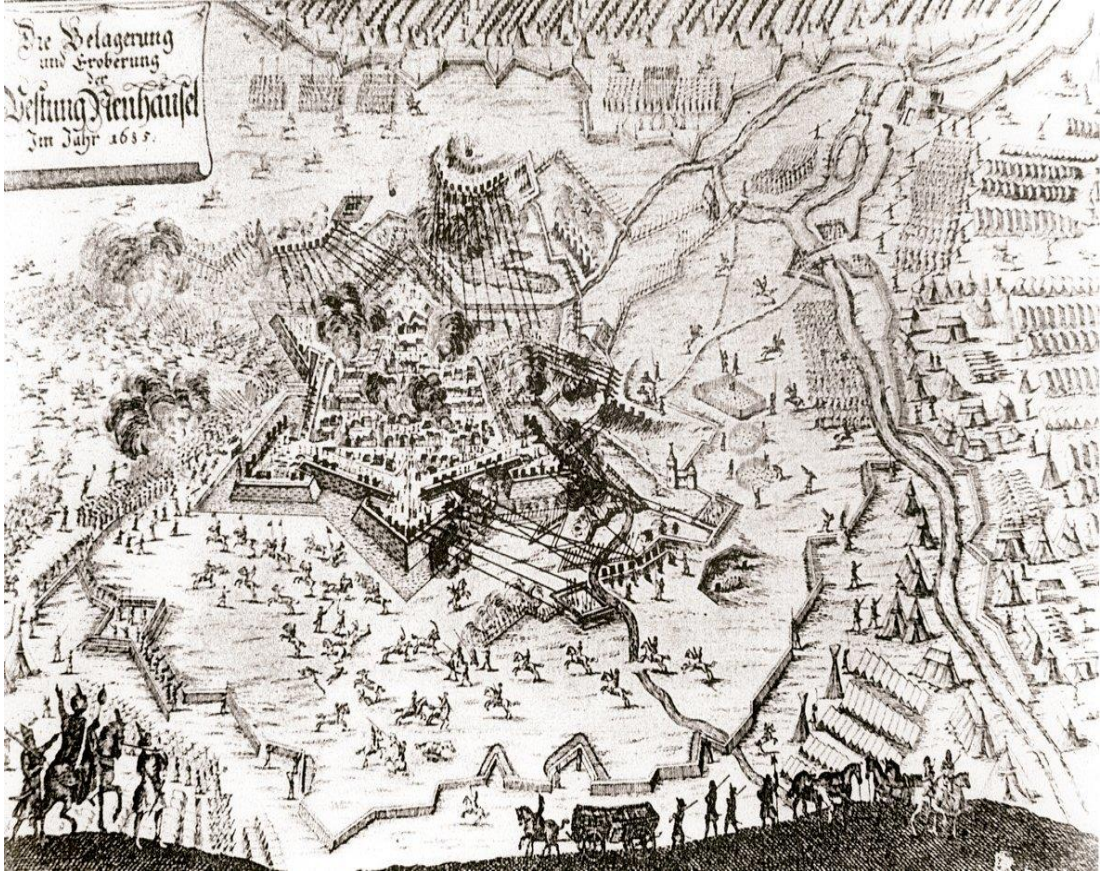 Die Belagerung
und Eroberung
der
Vestung Neuhäusel
Im Jahr 1685.